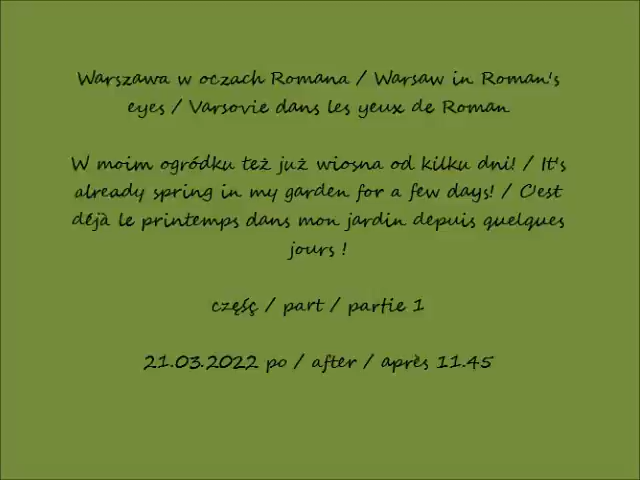 Warszawa w oczach Romana / Warsaw in Roman's
eyes / Varsovie dans les yeux de Roman
W moim ogródku też już wiosna od kilku dni! / It's
already spring in my garden for a few days! / C'est
déjà le printemps dans mon jardin depuis quelques
jours !
częśç / part / partie 1
21.03.2022 po / after / après 11.45